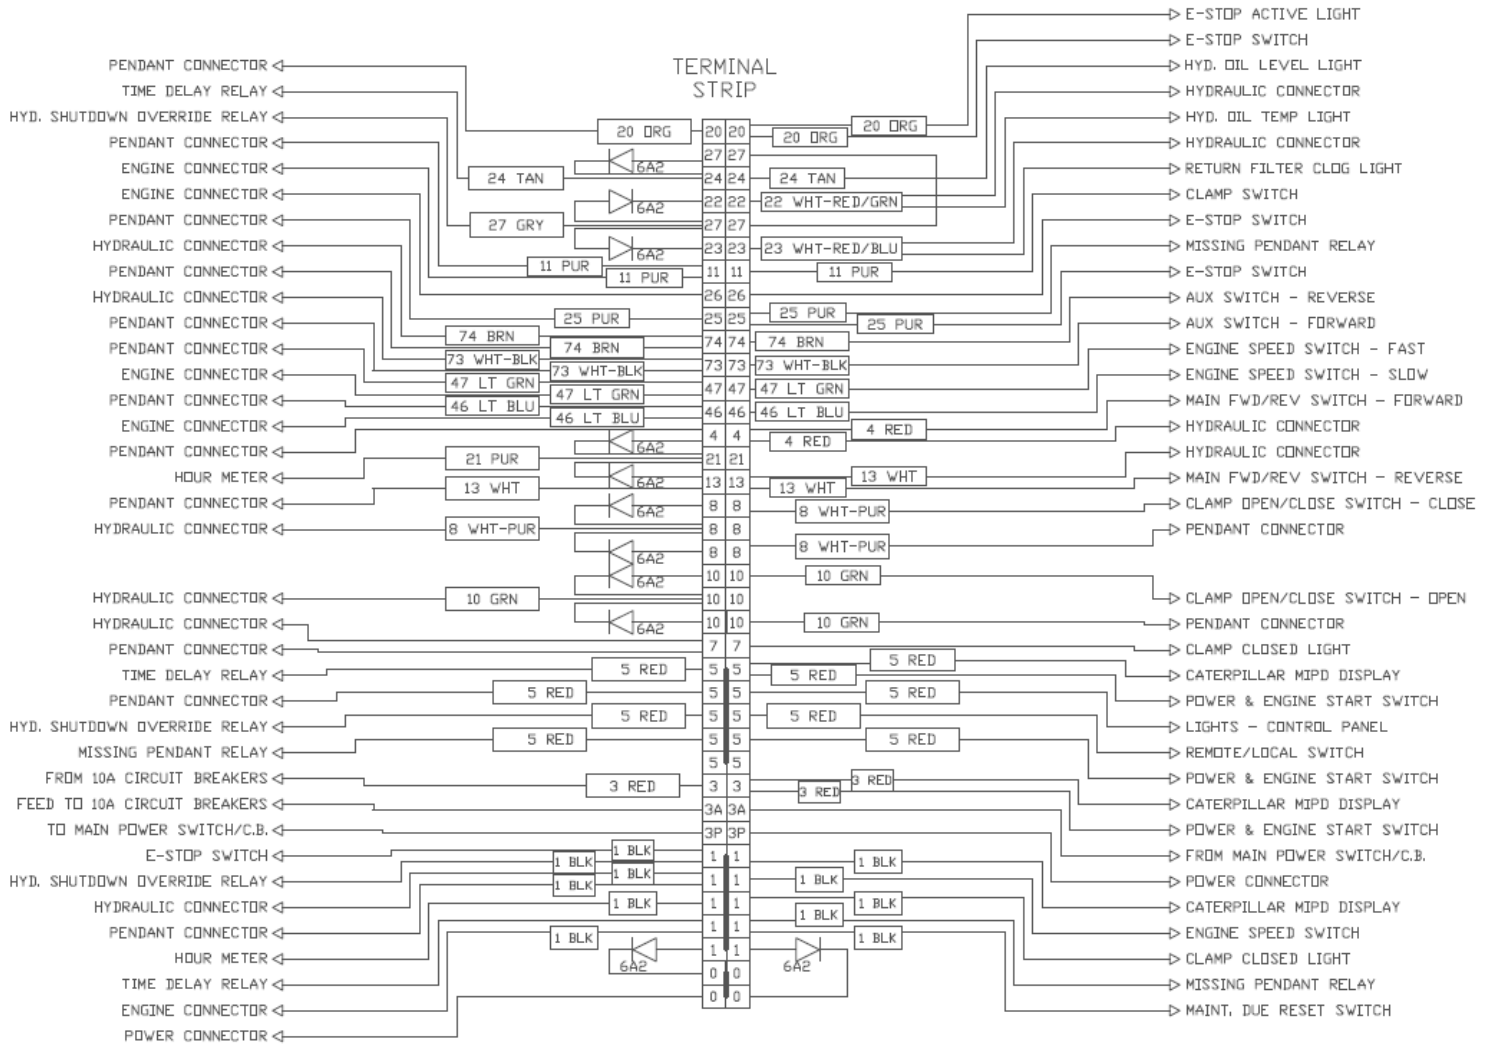 TERMINAL
STRIP
PENDANT CONNECTOR
TIME DELAY RELAY
HYD. SHUTDOWN OVERRIDE RELAY
PENDANT CONNECTOR
ENGINE CONNECTOR
ENGINE CONNECTOR
PENDANT CONNECTOR
HYDRAULIC CONNECTOR
PENDANT CONNECTOR
HYDRAULIC CONNECTOR
PENDANT CONNECTOR
PENDANT CONNECTOR
ENGINE CONNECTOR
PENDANT CONNECTOR
ENGINE CONNECTOR
PENDANT CONNECTOR
HOUR METER
PENDANT CONNECTOR
HYDRAULIC CONNECTOR
HYDRAULIC CONNECTOR
HYDRAULIC CONNECTOR
PENDANT CONNECTOR
TIME DELAY RELAY
PENDANT CONNECTOR
HYD. SHUTDOWN OVERRIDE RELAY
MISSING PENDANT RELAY
FROM 10A CIRCUIT BREAKERS
FEED TO 10A CIRCUIT BREAKERS
TO MAIN POWER SWITCH/C.B.
E-STOP SWITCH
HYD. SHUTDOWN OVERRIDE RELAY
HYDRAULIC CONNECTOR
PENDANT CONNECTOR
HOUR METER
TIME DELAY RELAY
ENGINE CONNECTOR
POWER CONNECTOR
20 ORG
6A2
24 TAN
6A2
27 GRY
6A2
11 PUR
11 PUR
25 PUR
74 BRN
74 BRN
73 WHT-BLK
73 WHT-BLK
47 LT GRN
47 LT GRN
46 LT BLU
46 LT BLU
6A2
21 PUR
6A2
13 WHT
6A2
8 WHT-PUR
6A2
6A2
10 GRN
6A2
5 RED
5 RED
5 RED
5 RED
3 RED
1 BLK
1 BLK
1 BLK
1 BLK
1 BLK
1 BLK
6A2
20 20
27 27
24 24
22 22
27 27
23 23
11 11
26 26
25 25
74 74
73 73
47 47
46 46
4 4
21 21
13 13
8 8
8 8
8 8
10 10
10 10
10 10
7 7
5 5
5 5
5 5
5 5
5 5
3 3
3A 3A
3P 3P
1 1
1 1
1 1
1 1
1 1
0 0
0 0
20 ORG
20 ORG
24 TAN
22 WHT-RED/GRN
23 WHT-RED/BLU
11 PUR
25 PUR
25 PUR
74 BRN
73 WHT-BLK
47 LT GRN
46 LT BLU
4 RED
4 RED
13 WHT
13 WHT
8 WHT-PUR
8 WHT-PUR
10 GRN
10 GRN
5 RED
5 RED
5 RED
5 RED
5 RED
3 RED
3 RED
1 BLK
1 BLK
1 BLK
1 BLK
1 BLK
6A2
E-STOP ACTIVE LIGHT
E-STOP SWITCH
HYD. OIL LEVEL LIGHT
HYDRAULIC CONNECTOR
HYD. OIL TEMP LIGHT
HYDRAULIC CONNECTOR
RETURN FILTER CLOG LIGHT
CLAMP SWITCH
E-STOP SWITCH
MISSING PENDANT RELAY
E-STOP SWITCH
AUX SWITCH - REVERSE
AUX SWITCH - FORWARD
ENGINE SPEED SWITCH - FAST
ENGINE SPEED SWITCH - SLOW
MAIN FWD/REV SWITCH - FORWARD
HYDRAULIC CONNECTOR
HYDRAULIC CONNECTOR
MAIN FWD/REV SWITCH - REVERSE
CLAMP OPEN/CLOSE SWITCH - CLOSE
PENDANT CONNECTOR
CLAMP OPEN/CLOSE SWITCH - OPEN
PENDANT CONNECTOR
CLAMP CLOSED LIGHT
CATERPILLAR MIPD DISPLAY
POWER & ENGINE START SWITCH
LIGHTS - CONTROL PANEL
REMOTE/LOCAL SWITCH
POWER & ENGINE START SWITCH
CATERPILLAR MIPD DISPLAY
POWER & ENGINE START SWITCH
FROM MAIN POWER SWITCH/C.B.
POWER CONNECTOR
CATERPILLAR MIPD DISPLAY
ENGINE SPEED SWITCH
CLAMP CLOSED LIGHT
MISSING PENDANT RELAY
MAINT. DUE RESET SWITCH